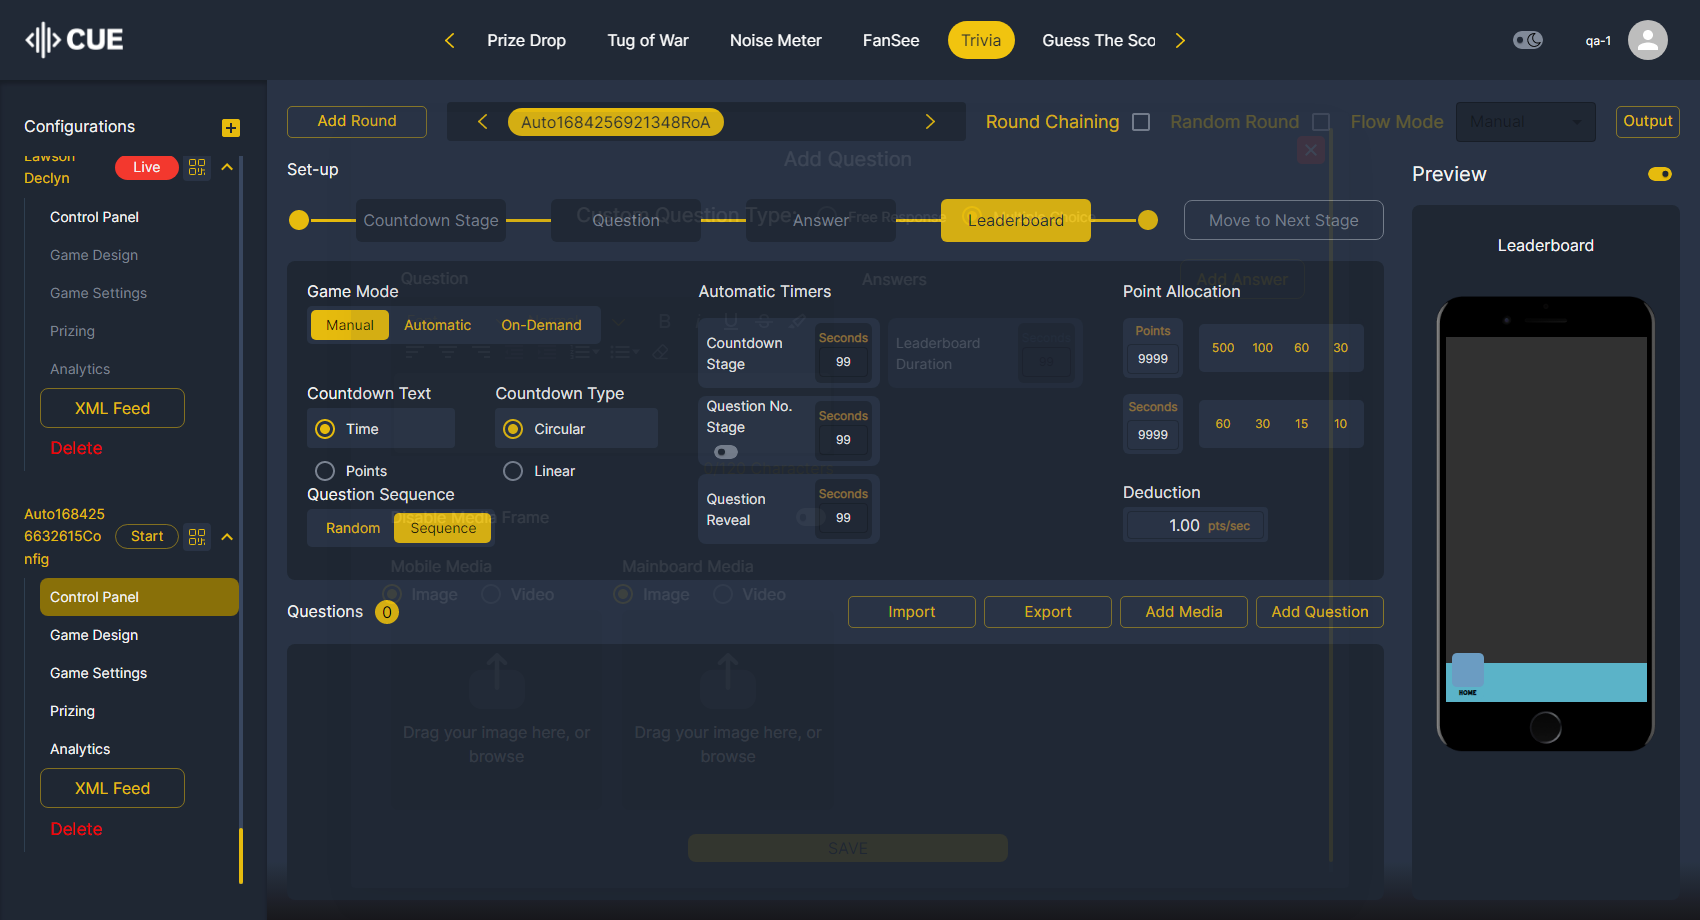 CUE
Prize Drop
Tug of War
Noise Meter
FanSee
Trivia
Guess The Sco
qa-1
Configurations
Lawson
Declyn
Live
Control Panel
Game Design
Game Settings
Prizing
Analytics
XML Feed
Delete
Auto168425
6632615Co
nfig
Start
Control Panel
Game Design
Game Settings
Prizing
Analytics
XML Feed
Delete
Add Round
Auto1684256921348RoA
Round Chaining
Random Round
Flow Mode
Manual
Output
Add Question
Set-up
Countdown Stage
Question
Answer
Leaderboard
Move to Next Stage
Custom Question Type:
Free Response
Multiple Choice
Question
Answers
Add Answer
Game Mode
Manual
Automatic
On-Demand
Automatic Timers
Countdown
Stage
Seconds
99
Leaderboard
Duration
Question No.
Stage
Seconds
99
Question
Reveal
Seconds
99
Point Allocation
Points
9999
500 100 60 30
Seconds
9999
60 30 15 10
Deduction
1.00 pts/sec
Countdown Text
Time
Points
Countdown Type
Circular
Linear
Question Sequence
Random
Sequence
Disable Media Frame
Mobile Media
Image
Video
Mainboard Media
Image
Video
Questions 0
Import
Export
Add Media
Add Question
Drag your image here, or
browse
Drag your image here, or
browse
SAVE
Preview
Leaderboard
HOME